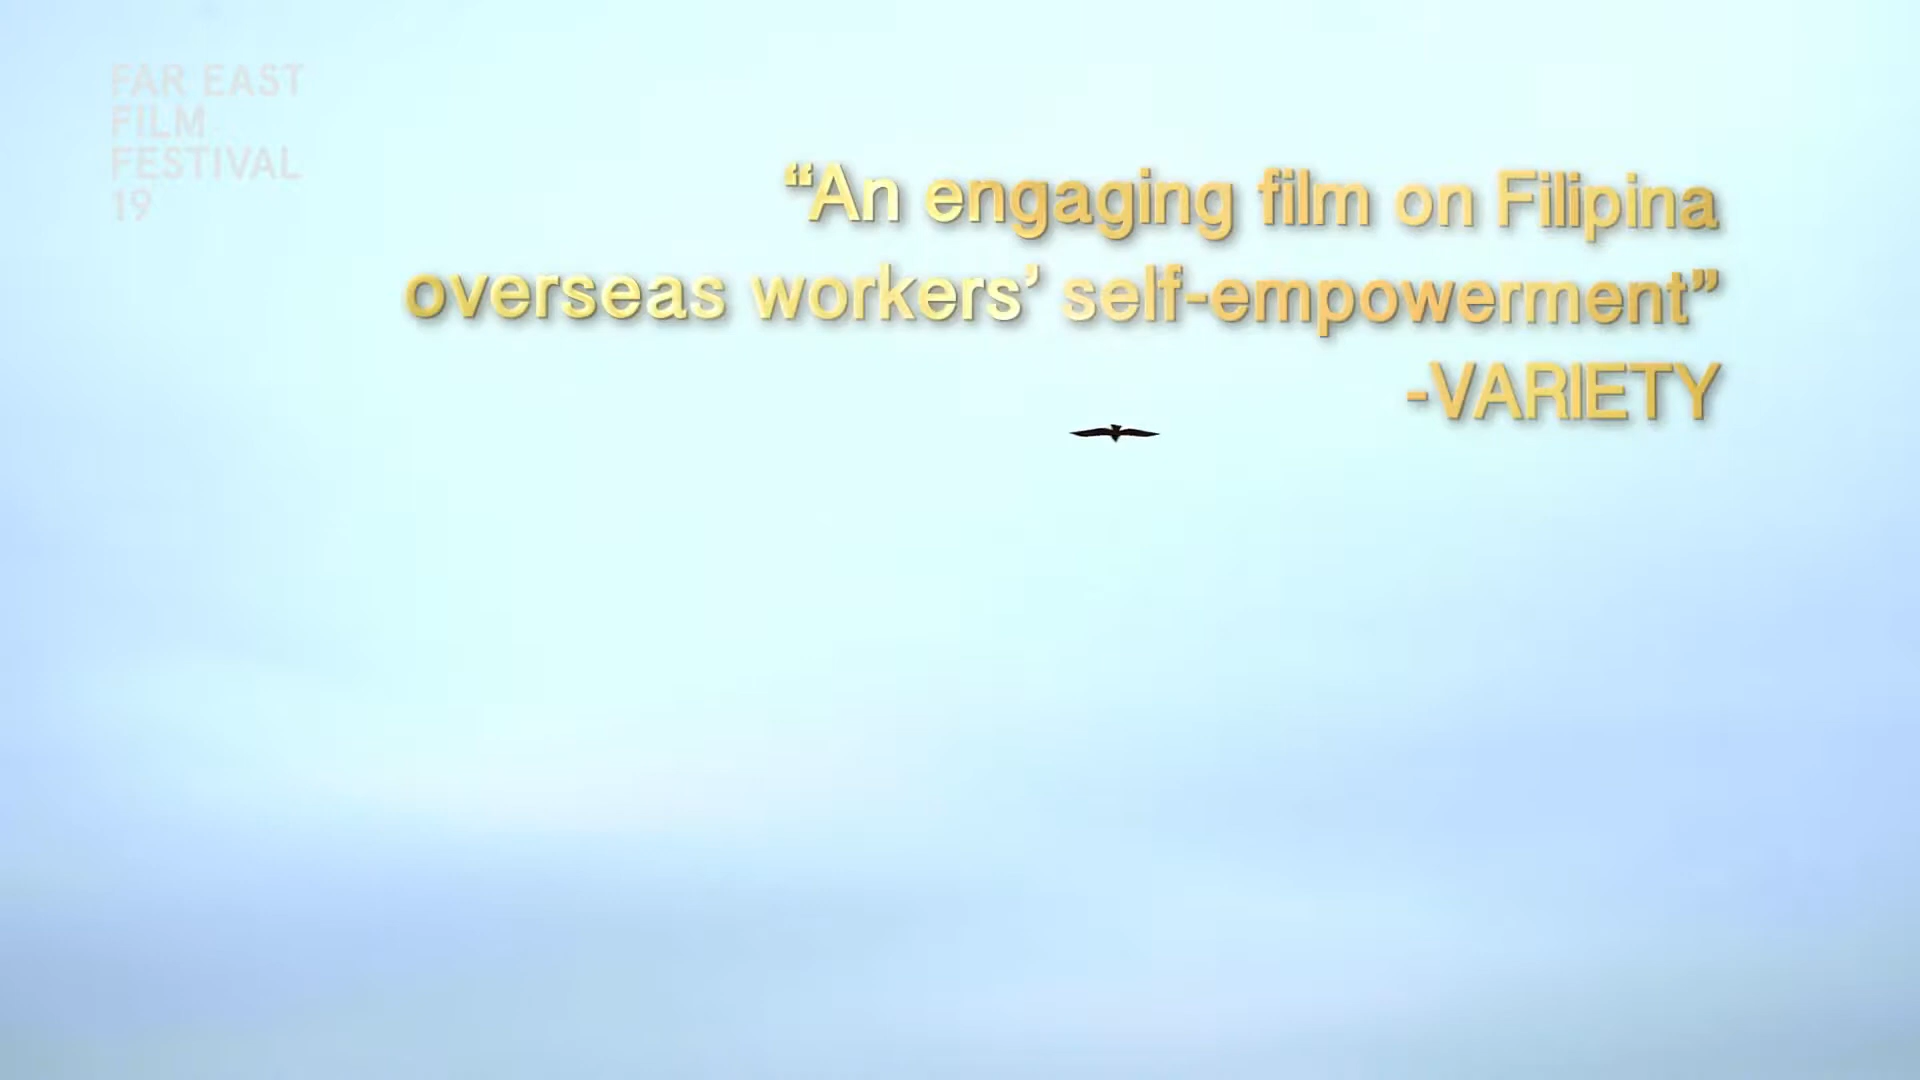 FAR EAST
FILM
FESTIVAL
19
“An engaging film on Filipina
overseas workers’ self-empowerment”
-VARIETY